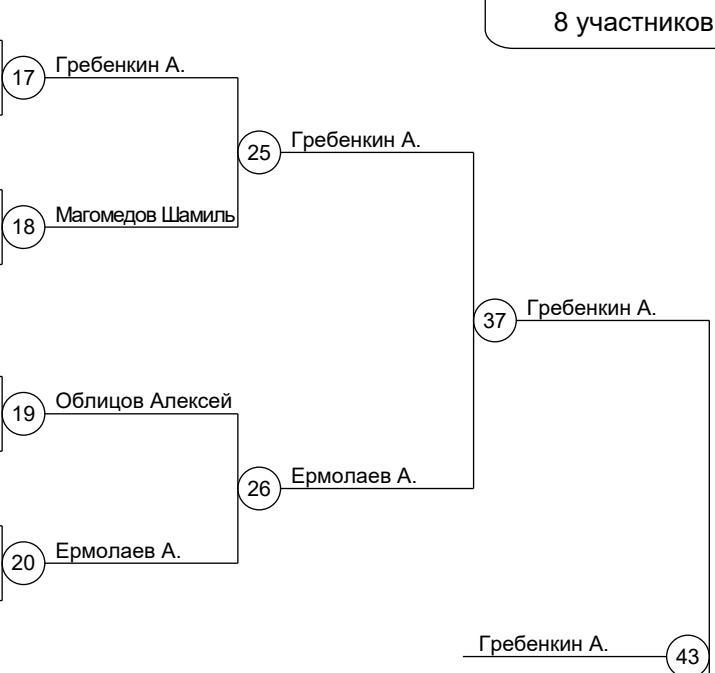 8 участников
17 Гребенкин А.
25 Гребенкин А.
18 Магомедов Шамиль
37 Гребенкин А.
19 Облицов Алексей
26 Ермолаев А.
20 Ермолаев А.
Гребенкин А. 43